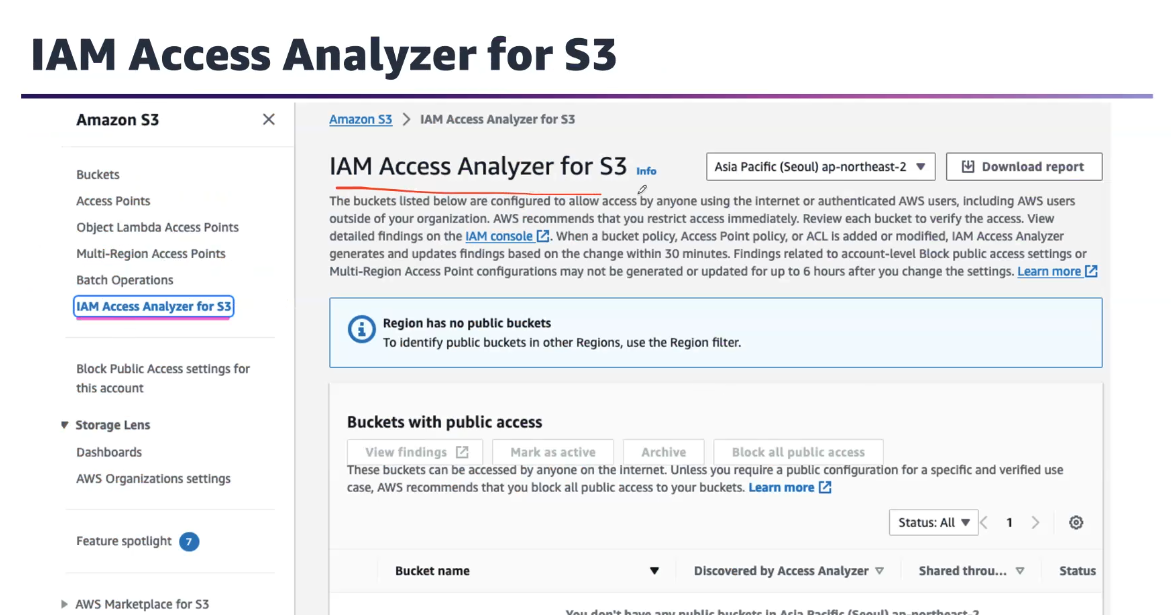 IAM Access Analyzer for S3
Amazon S3
Buckets
Access Points
Object Lambda Access Points
Multi-Region Access Points
Batch Operations
IAM Access Analyzer for S3
Block Public Access settings for
this account
Storage Lens
Dashboards
AWS Organizations settings
Feature spotlight 7
AWS Marketplace for S3
Amazon S3 > IAM Access Analyzer for S3
IAM Access Analyzer for S3 Info
Asia Pacific (Seoul) ap-northeast-2
Download report
The buckets listed below are configured to allow access by anyone using the internet or authenticated AWS users, including AWS users
outside of your organization. AWS recommends that you restrict access immediately. Review each bucket to verify the access. View
detailed findings on the IAM console. When a bucket policy, Access Point policy, or ACL is added or modified, IAM Access Analyzer
generates and updates findings based on the change within 30 minutes. Findings related to account-level Block public access settings or
Multi-Region Access Point configurations may not be generated or updated for up to 6 hours after you change the settings. Learn more
Region has no public buckets
To identify public buckets in other Regions, use the Region filter.
Buckets with public access
View findings Mark as active Archive Block all public access
These buckets can be accessed by anyone on the internet. Unless you require a public configuration for a specific and verified use
case, AWS recommends that you block all public access to your buckets. Learn more
Status: All 1
Bucket name Discovered by Access Analyzer Shared throu... Status
You don't have any public buckets in Asia Pacific (Seoul) ap-northeast-2